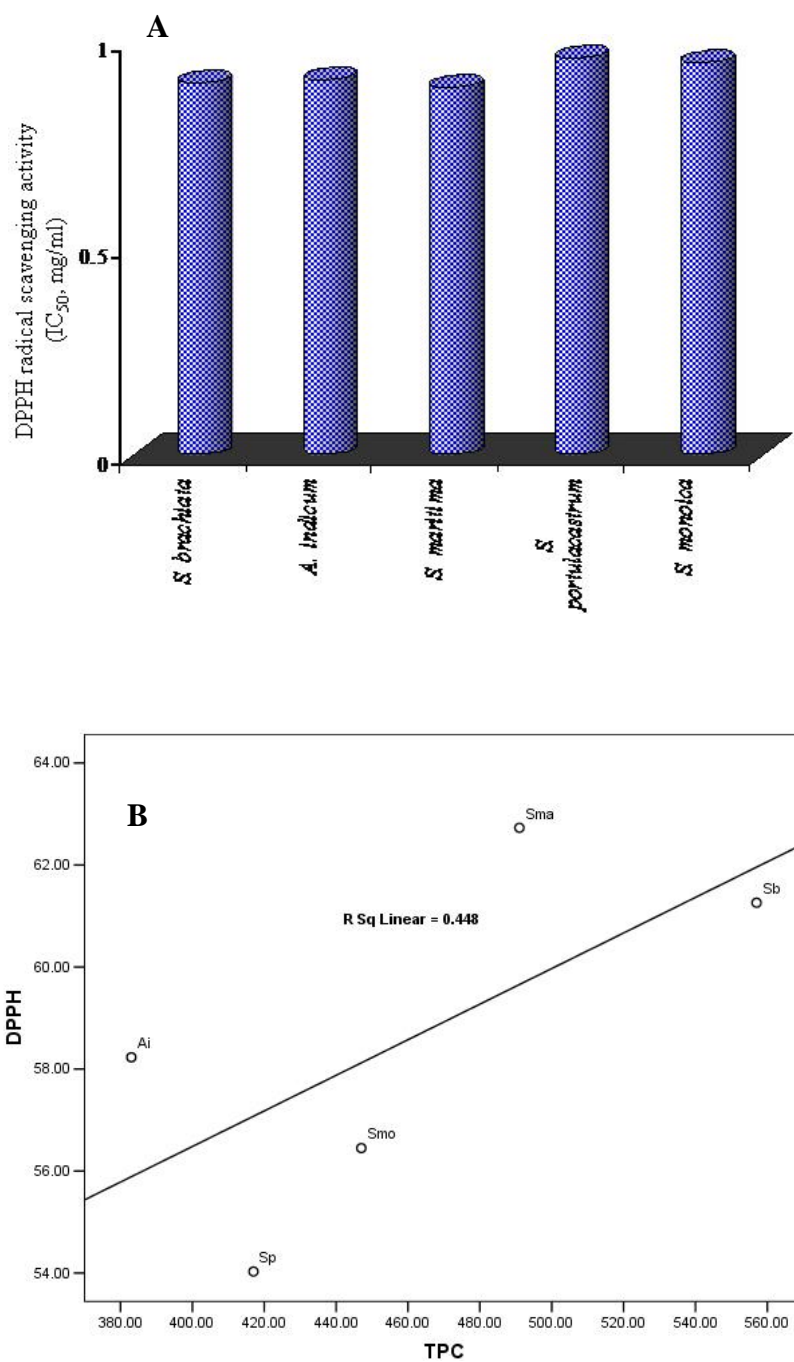 A
DPPH radical scavenging activity
(IC50, mg/ml)
1
0.5
0
S. brachiata
A. indicum
S. maritima
S.
portulacastrum
S. monoica
B
DPPH
64.00
62.00
60.00
58.00
56.00
54.00
Sma
Sb
R Sq Linear = 0.448
Ai
Smo
Sp
380.00 400.00 420.00 440.00 460.00 480.00 500.00 520.00 540.00 560.00
TPC